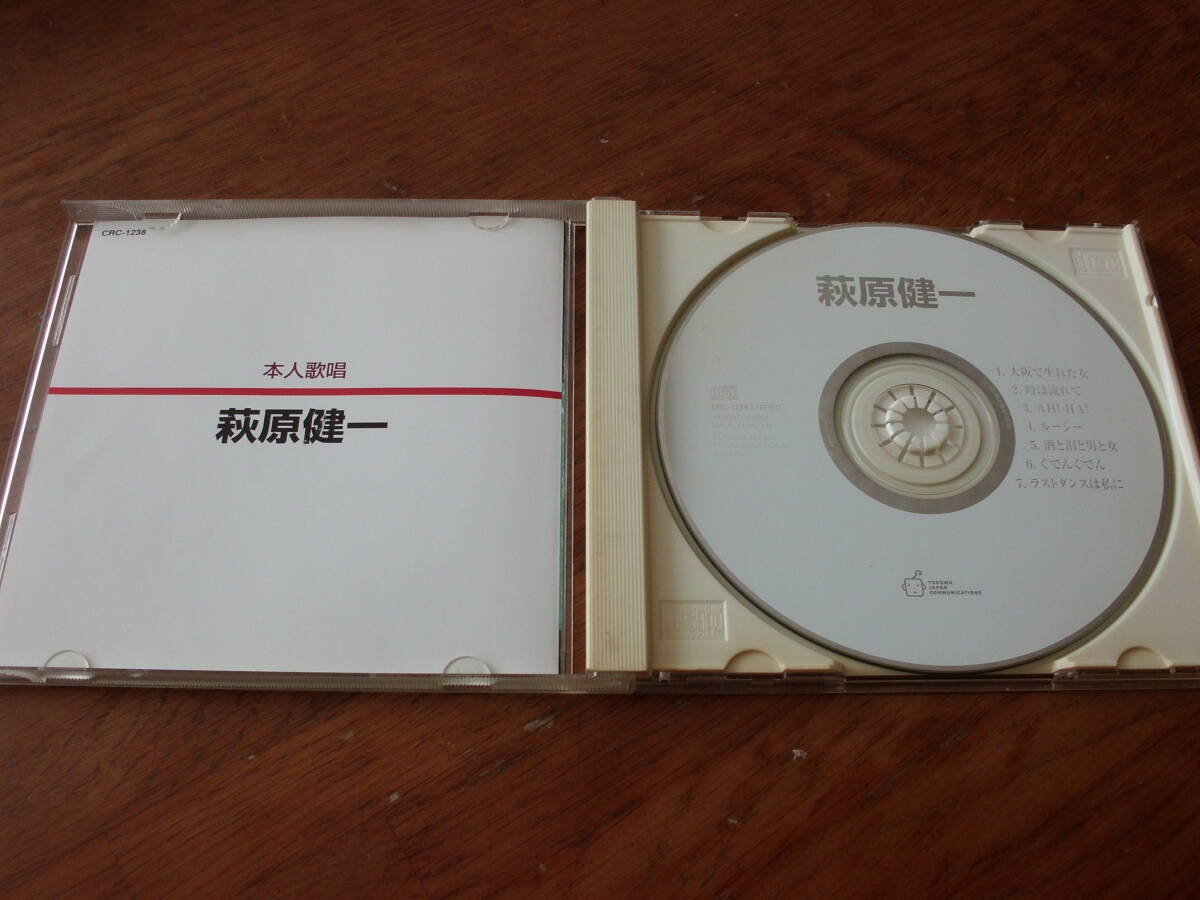 CRC-1238
本人歌唱
萩原健一
萩原健一
1. 大阪で生れた女
2. 時は流れて
3. AH! HA!
4. ルーシー
5. 酒と泪と男と女
6. ぐでんぐでん
7. ラストダンスは私に
CRC-1238 STEREO
TOKUMA
JAPAN
COMMUNICATIONS